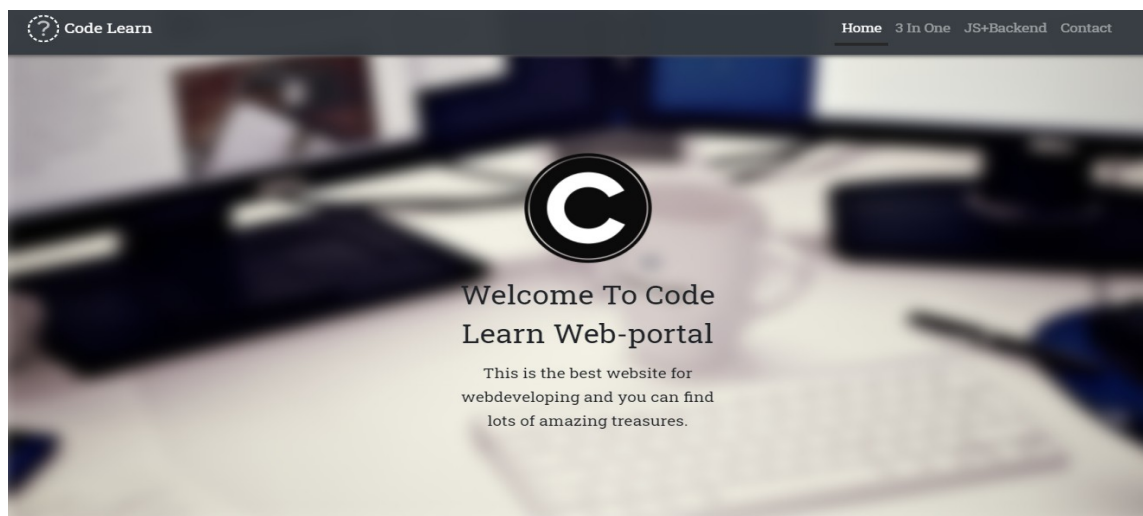 ? Code Learn
Home 3 In One JS+Backend Contact
C
Welcome To Code
Learn Web-portal
This is the best website for
webdeveloping and you can find
lots of amazing treasures.